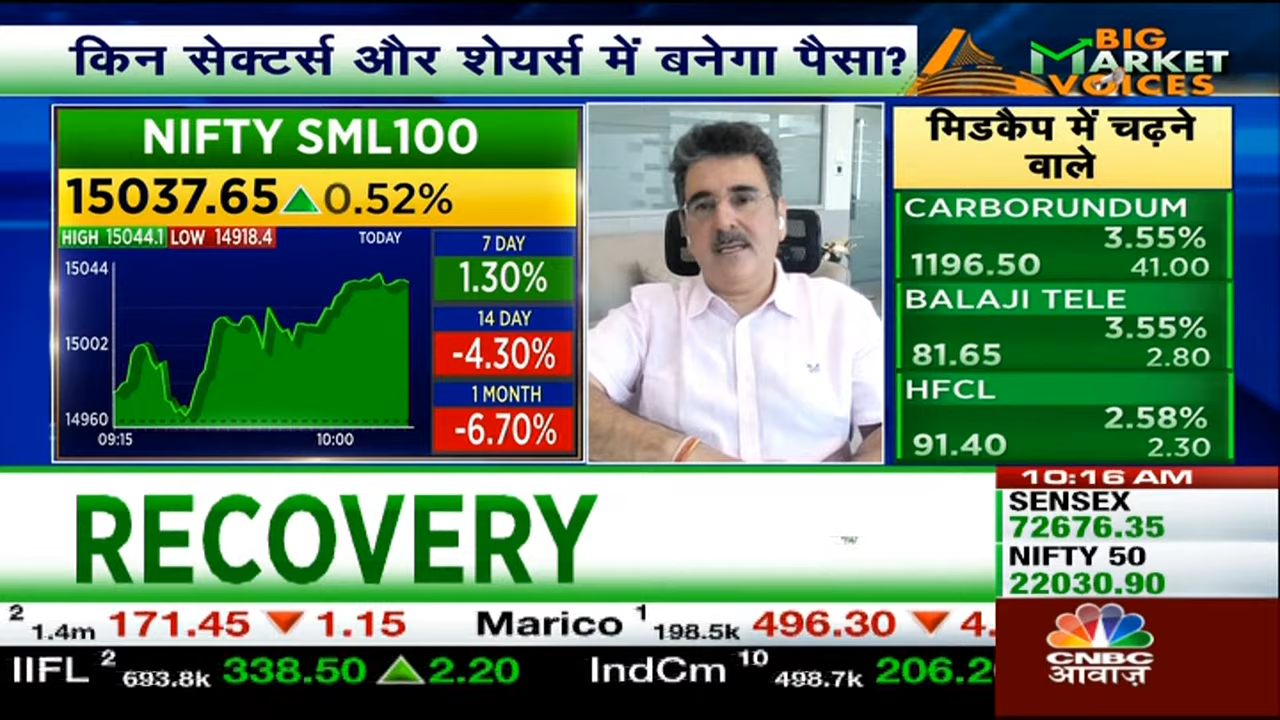 किन सेक्टर्स और शेयर्स में बनेगा पैसा?
BIG
MARKET
VOICES
NIFTY SML100
15037.65 0.52%
HIGH 15044.1 LOW 14918.4 TODAY
15044
15002
14960
09:15 10:00
7 DAY
1.30%
14 DAY
-4.30%
1 MONTH
-6.70%
मिडकैप में चढ़ने
वाले
CARBORUNDUM
3.55%
1196.50 41.00
BALAJI TELE
3.55%
81.65 2.80
HFCL
2.58%
91.40 2.30
RECOVERY
10:16 AM
SENSEX
72676.35
NIFTY 50
22030.90
2 1.4m 171.45 1.15 Marico 1 198.5k 496.30 4.
IIFL 2 693.8k 338.50 2.20 IndCm 10 498.7k 206.2
CNBC
आवाज़